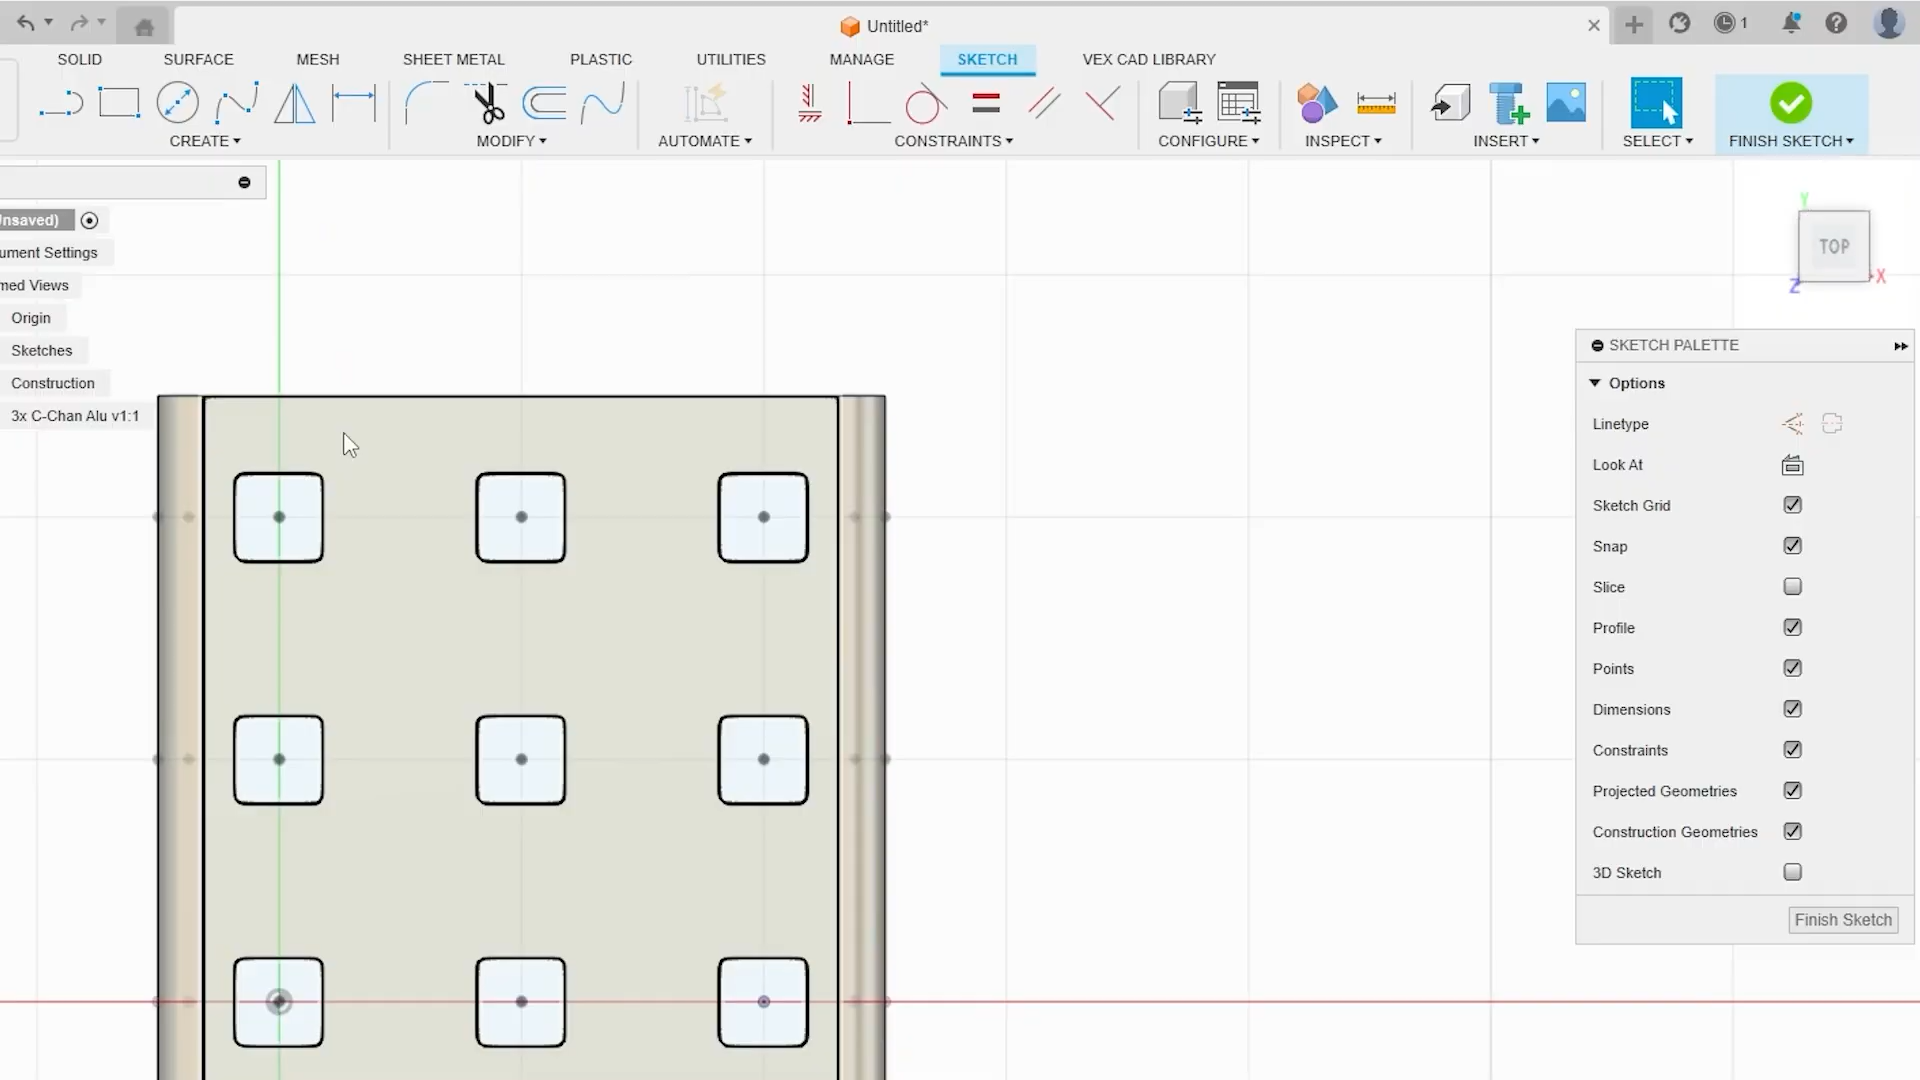 Untitled*
1
SOLID SURFACE MESH SHEET METAL PLASTIC UTILITIES MANAGE SKETCH VEX CAD LIBRARY
CREATE MODIFY AUTOMATE CONSTRAINTS CONFIGURE INSPECT INSERT SELECT FINISH SKETCH
nsaved)
ument Settings
med Views
Origin
Sketches
Construction
3x C-Chan Alu v1:1
Y
TOP
X
Z
SKETCH PALETTE
Options
Linetype
Look At
Sketch Grid
Snap
Slice
Profile
Points
Dimensions
Constraints
Projected Geometries
Construction Geometries
3D Sketch
Finish Sketch